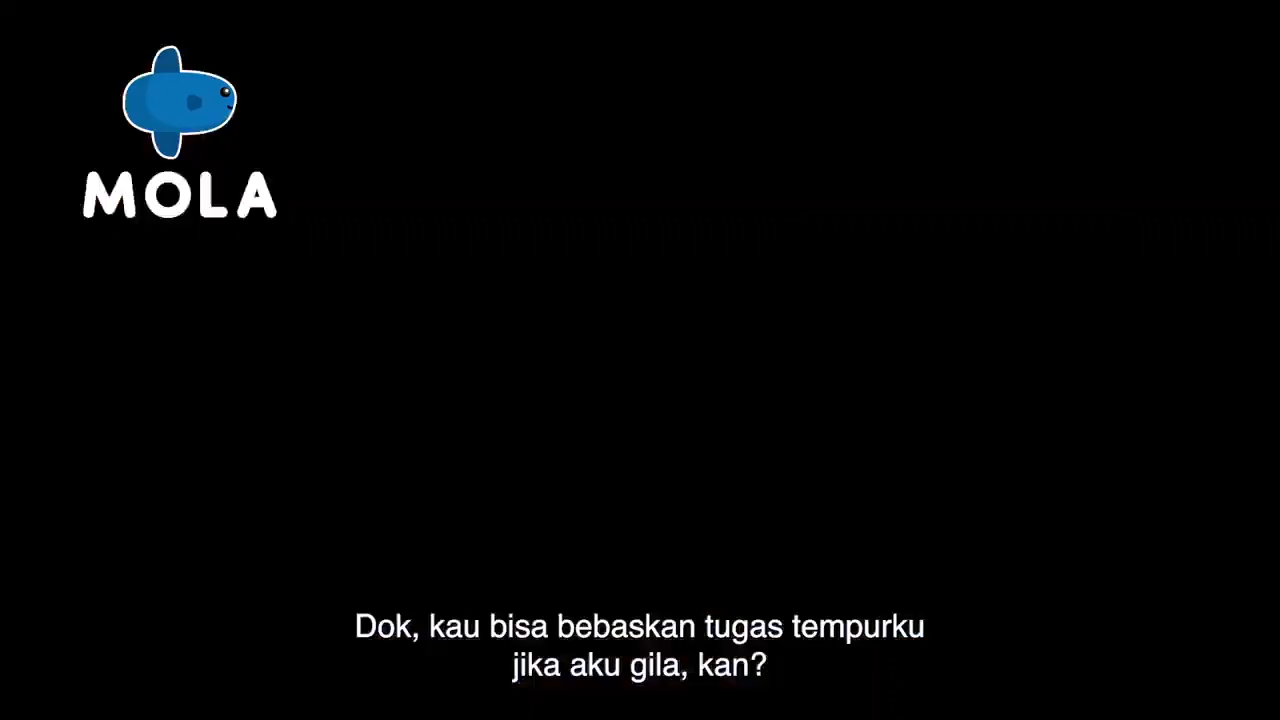 MOLA
Dok, kau bisa bebaskan tugas tempurku
jika aku gila, kan?